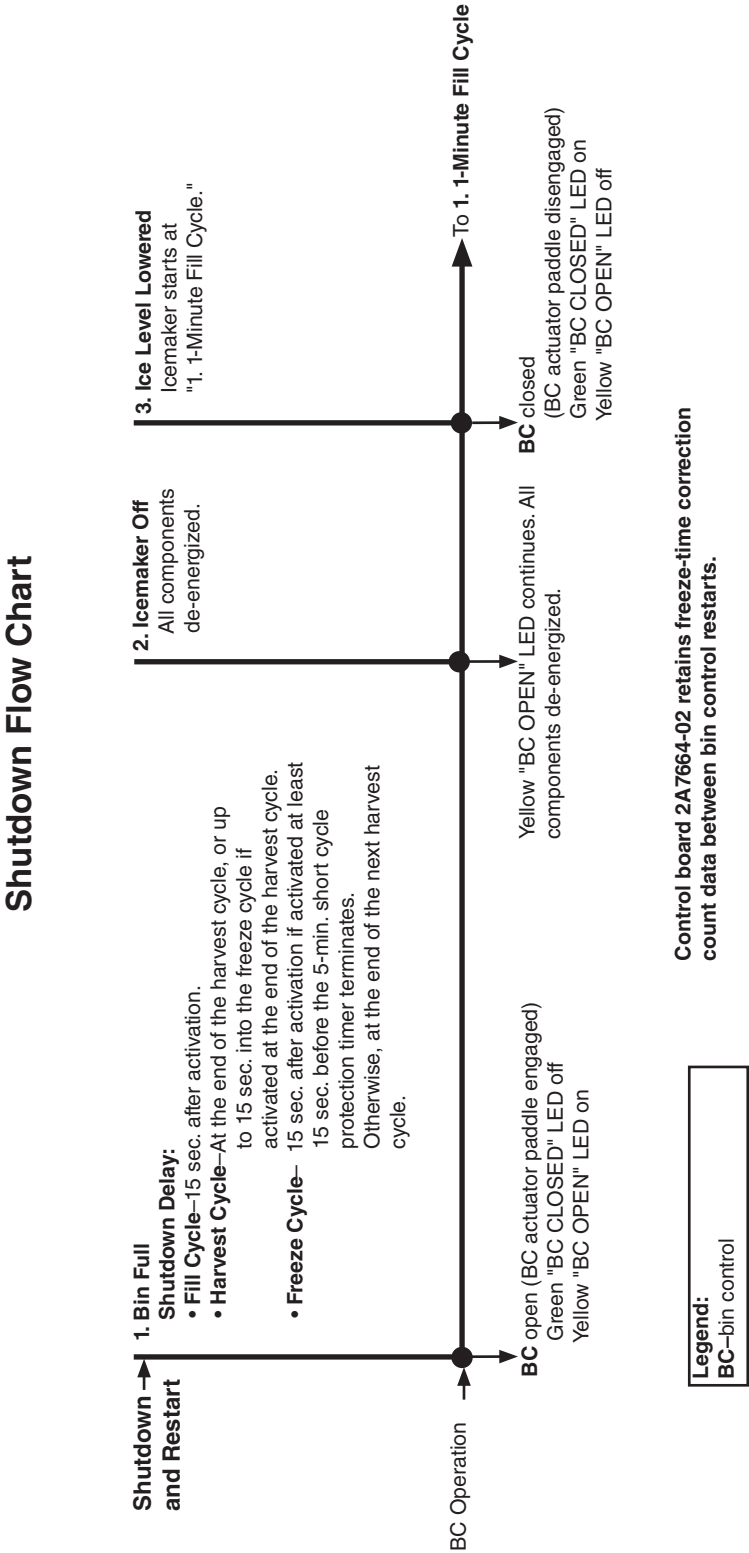 Shutdown Flow Chart
Shutdown
and Restart
1. Bin Full
Shutdown Delay:
• Fill Cycle–15 sec. after activation.
• Harvest Cycle–At the end of the harvest cycle, or up
to 15 sec. into the freeze cycle if
activated at the end of the harvest cycle.
• Freeze Cycle– 15 sec. after activation if activated at least
15 sec. before the 5-min. short cycle
protection timer terminates.
Otherwise, at the end of the next harvest
cycle.
2. Icemaker Off
All components
de-energized.
3. Ice Level Lowered
Icemaker starts at
"1. 1-Minute Fill Cycle."
BC Operation
To 1. 1-Minute Fill Cycle
BC open (BC actuator paddle engaged)
Green "BC CLOSED" LED off
Yellow "BC OPEN" LED on
Yellow "BC OPEN" LED continues. All
components de-energized.
BC closed
(BC actuator paddle disengaged)
Green "BC CLOSED" LED on
Yellow "BC OPEN" LED off
Legend:
BC–bin control
Control board 2A7664-02 retains freeze-time correction
count data between bin control restarts.